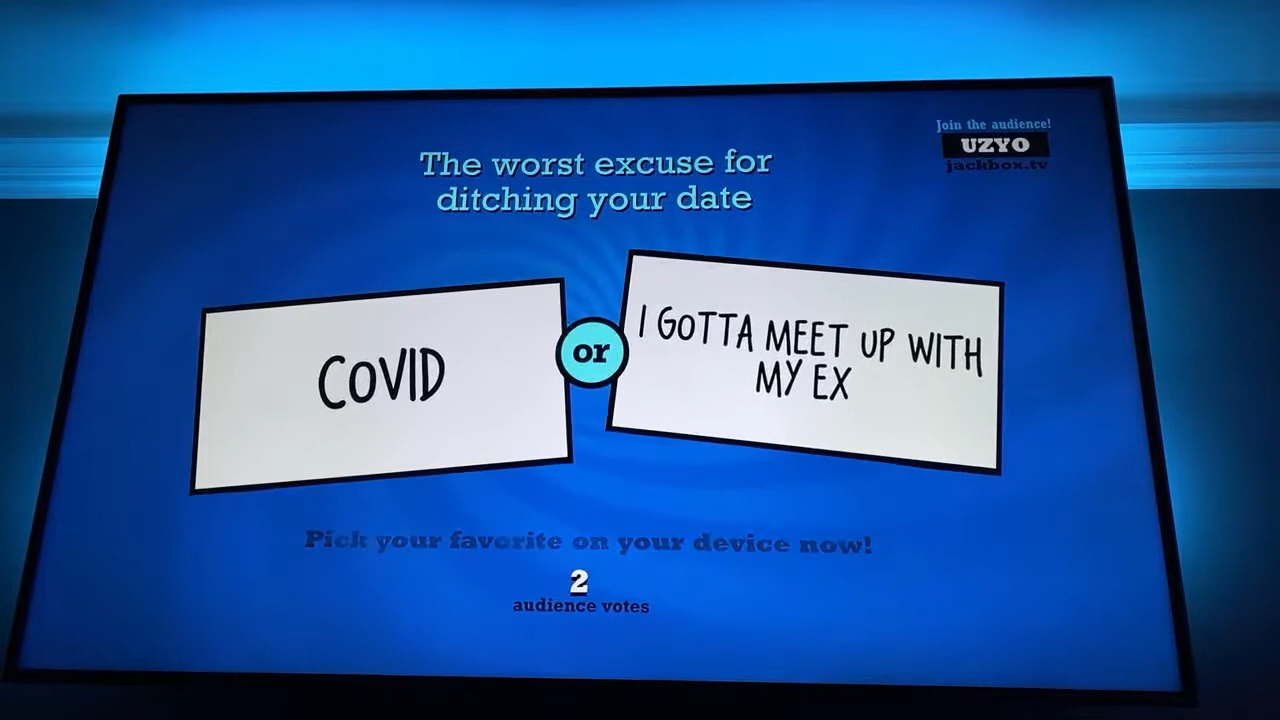 Join the audience!
UZYO
jackbox.tv
The worst excuse for
ditching your date
COVID
or
I GOTTA MEET UP WITH
MY EX
Pick your favorite on your device now!
2
audience votes